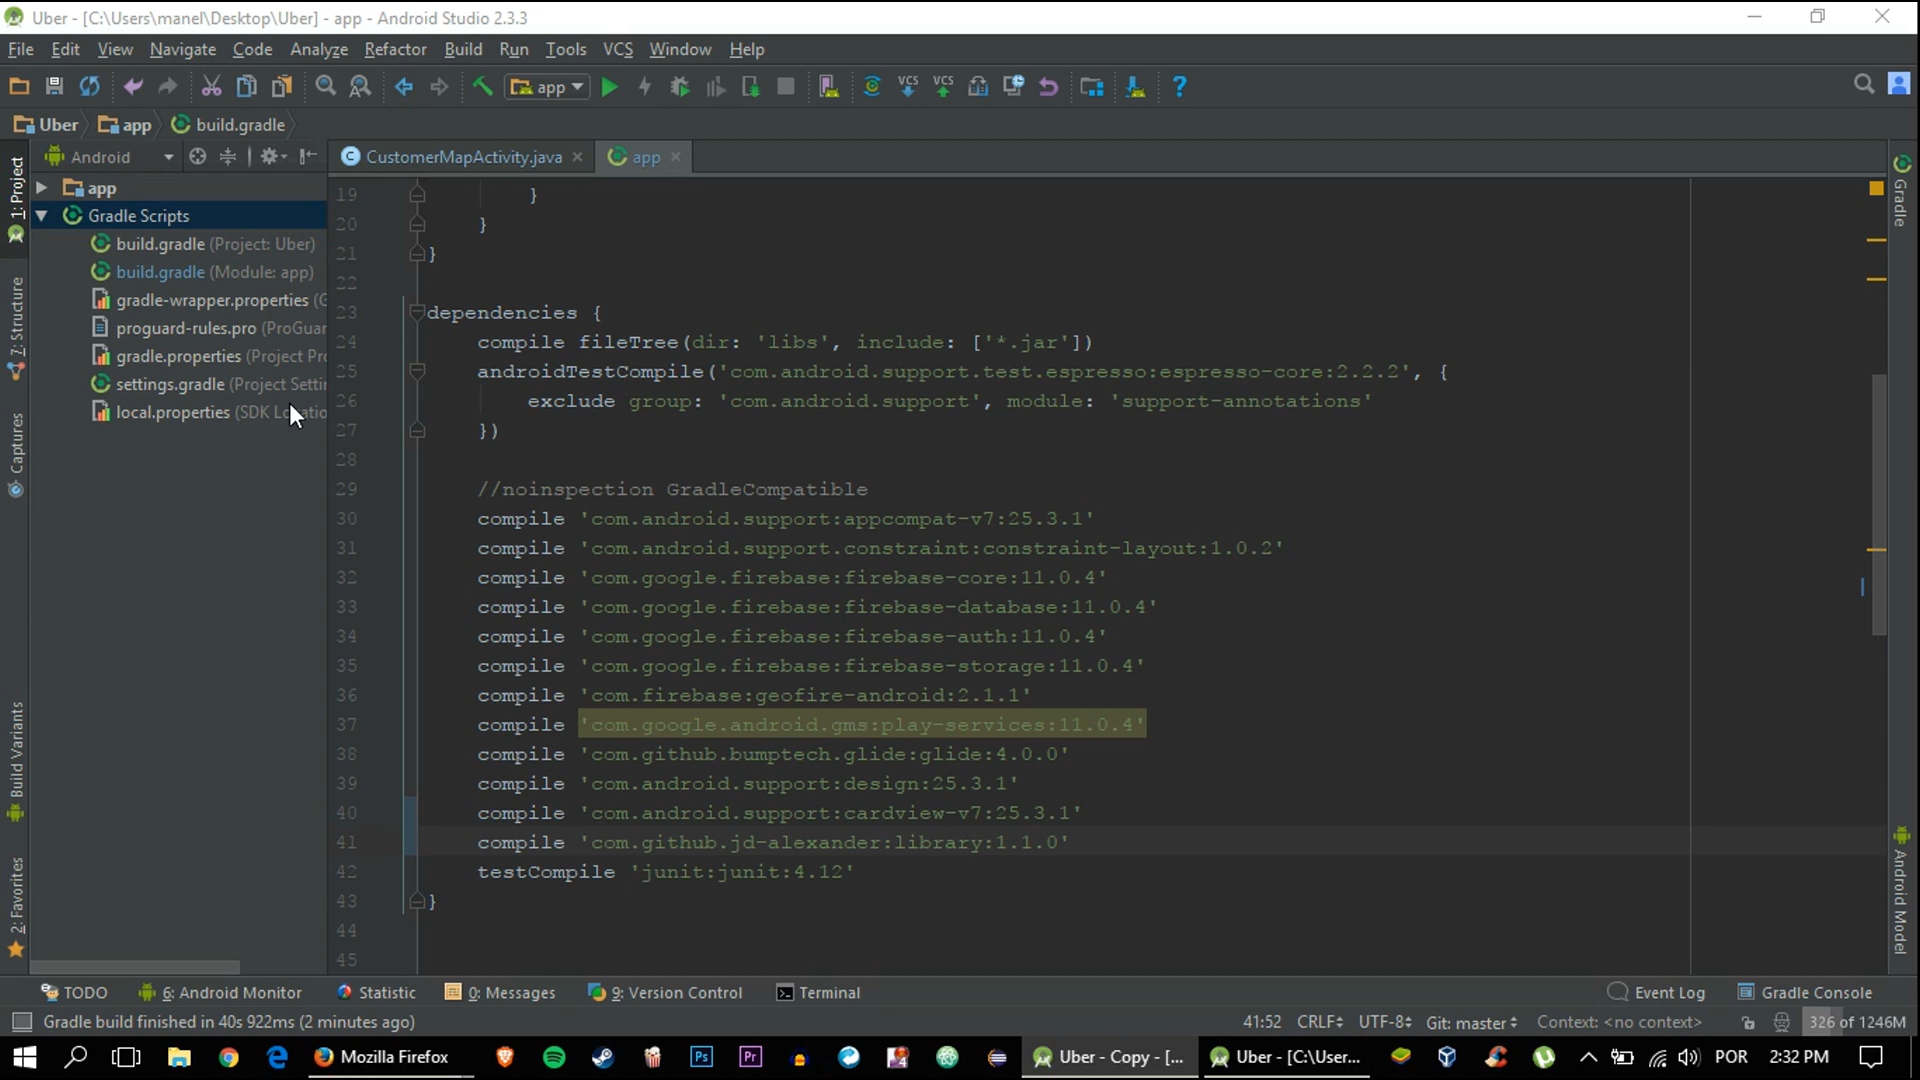 Uber - [C:\Users\manel\Desktop\Uber] - app - Android Studio 2.3.3
File Edit View Navigate Code Analyze Refactor Build Run Tools VCS Window Help
app
VCS VCS
Uber app build.gradle
Android
CustomerMapActivity.java app
1: Project
7: Structure
Captures
Build Variants
2: Favorites
app
Gradle Scripts
build.gradle (Project: Uber)
build.gradle (Module: app)
gradle-wrapper.properties (G
proguard-rules.pro (ProGuar
gradle.properties (Project Pro
settings.gradle (Project Settin
local.properties (SDK Locatio
19 }
20 }
21 }
22
23 dependencies {
24 compile fileTree(dir: 'libs', include: ['*.jar'])
25 androidTestCompile('com.android.support.test.espresso:espresso-core:2.2.2', {
26 exclude group: 'com.android.support', module: 'support-annotations'
27 })
28
29 //noinspection GradleCompatible
30 compile 'com.android.support:appcompat-v7:25.3.1'
31 compile 'com.android.support.constraint:constraint-layout:1.0.2'
32 compile 'com.google.firebase:firebase-core:11.0.4'
33 compile 'com.google.firebase:firebase-database:11.0.4'
34 compile 'com.google.firebase:firebase-auth:11.0.4'
35 compile 'com.google.firebase:firebase-storage:11.0.4'
36 compile 'com.firebase:geofire-android:2.1.1'
37 compile 'com.google.android.gms:play-services:11.0.4'
38 compile 'com.github.bumptech.glide:glide:4.0.0'
39 compile 'com.android.support:design:25.3.1'
40 compile 'com.android.support:cardview-v7:25.3.1'
41 compile 'com.github.jd-alexander:library:1.1.0'
42 testCompile 'junit:junit:4.12'
43 }
44
45
Gradle
Android Model
TODO 6: Android Monitor Statistic 0: Messages 9: Version Control Terminal Event Log Gradle Console
Gradle build finished in 40s 922ms (2 minutes ago) 41:52 CRLF UTF-8 Git: master Context: <no context> 326 of 1246M
Mozilla Firefox Ps Pr Uber - Copy - [... Uber - [C:\User... POR 2:32 PM